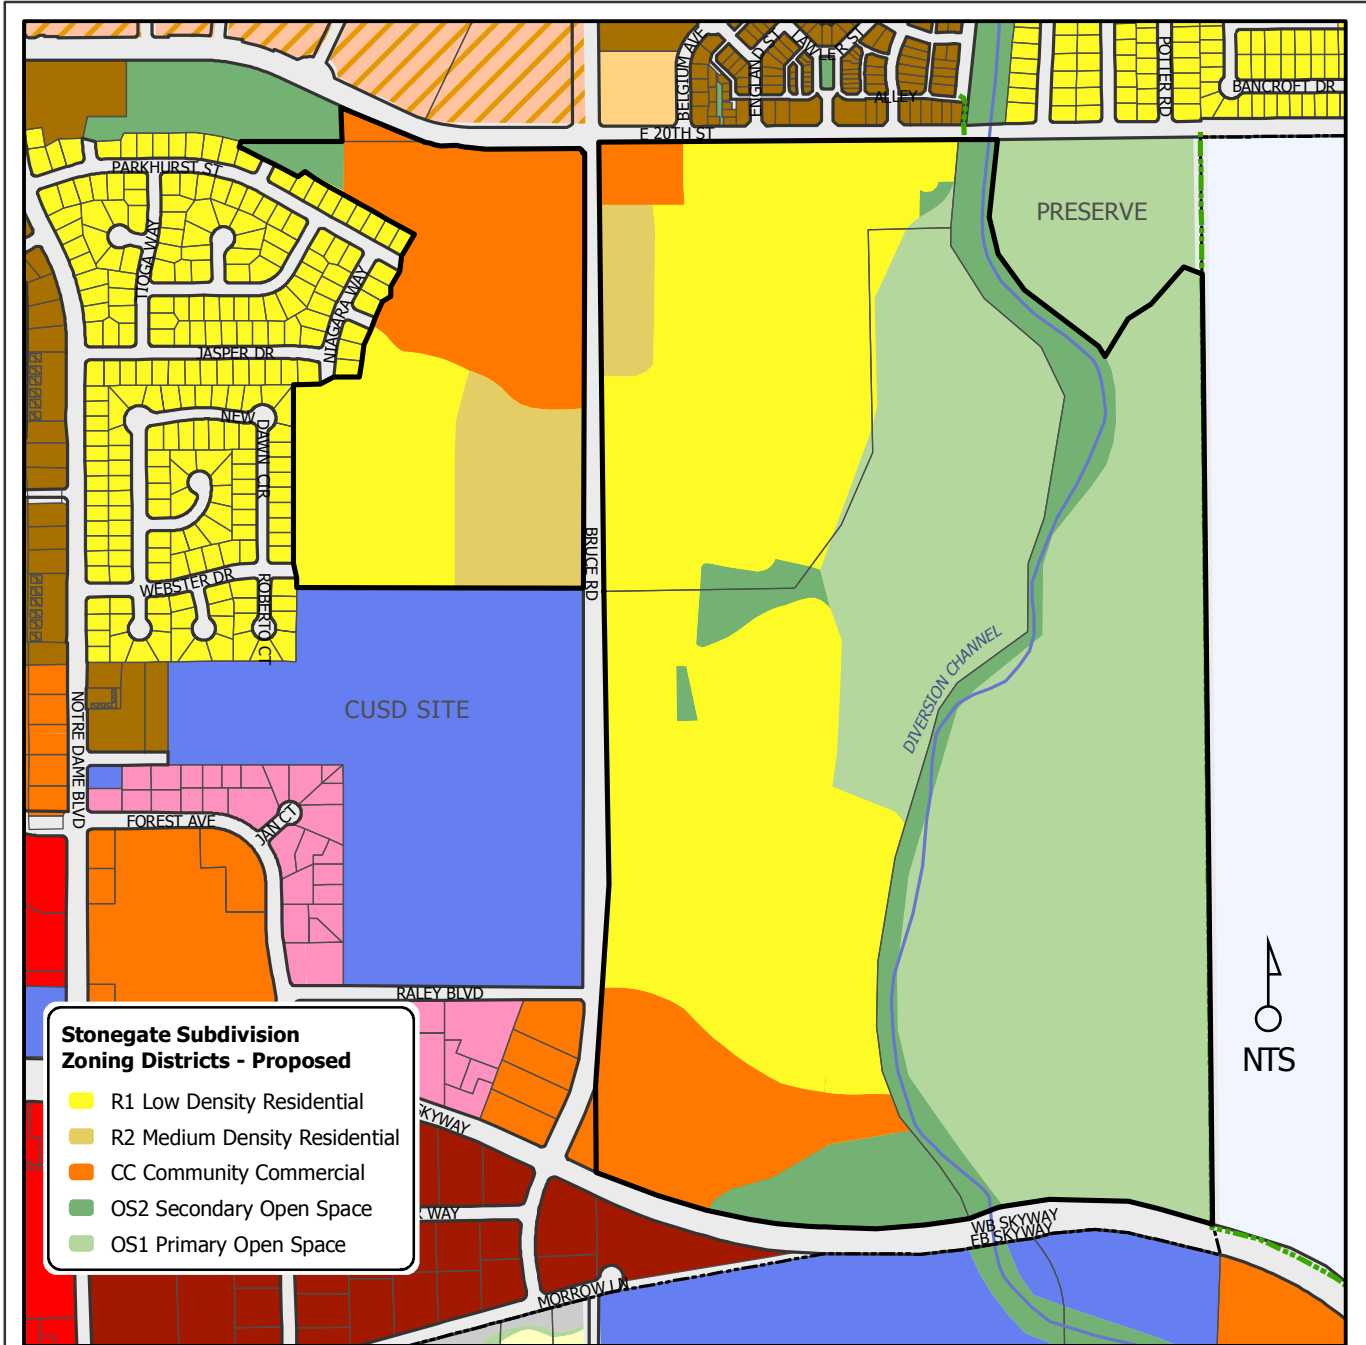 BELGIUM AVE
ENGLAND ST
LAWLER ST
ALLEY
POTTER RD
BANCROFT DR
E 20TH ST
PARKHURST ST
PRESERVE
TIOGA WAY
NIAGARA WAY
JASPER DR
NEW DAWN CIR
BRUCE RD
WEBSTER DR
ROBERTO CT
DIVERSION CHANNEL
CUSD SITE
NOTRE DAME BLVD
FOREST AVE
JAN CT
RALEY BLVD
NTS
Stonegate Subdivision
Zoning Districts - Proposed
R1 Low Density Residential
R2 Medium Density Residential
CC Community Commercial
OS2 Secondary Open Space
OS1 Primary Open Space
SKYWAY
WAY
WB SKYWAY
EB SKYWAY
MORROW LN